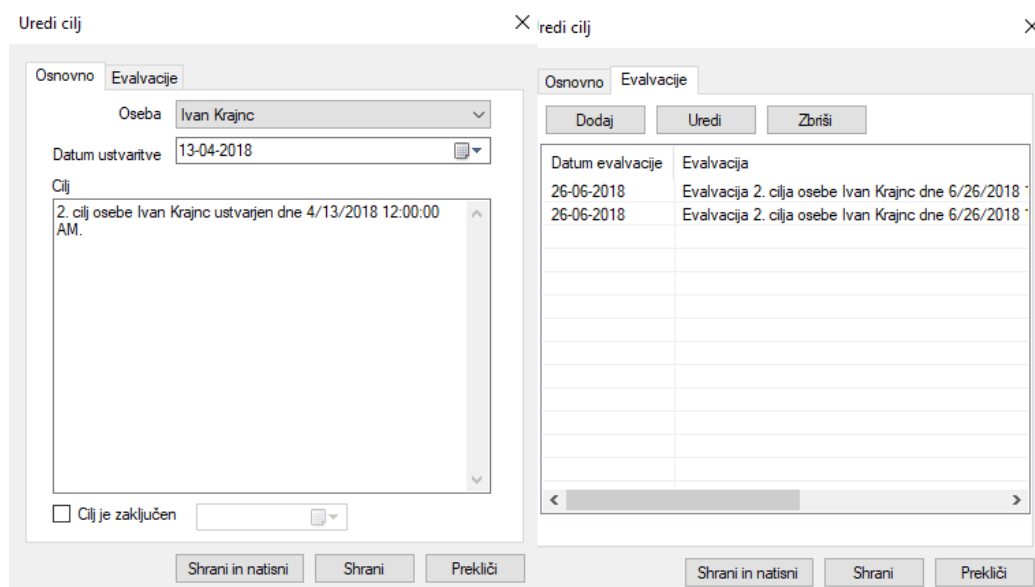 Uredi cilj
Osnovno Evalvacije
Oseba Ivan Krajnc
Datum ustvaritve 13-04-2018
Cilj
2. cilj osebe Ivan Krajnc ustvarjen dne 4/13/2018 12:00:00
AM.
Cilj je zaključen
Shrani in natisni Shrani Prekliči
redi cilj
Osnovno Evalvacije
Dodaj Uredi Zbriši
Datum evalvacije Evalvacija
26-06-2018 Evalvacija 2. cilja osebe Ivan Krajnc dne 6/26/2018
26-06-2018 Evalvacija 2. cilja osebe Ivan Krajnc dne 6/26/2018
Shrani in natisni Shrani Prekliči